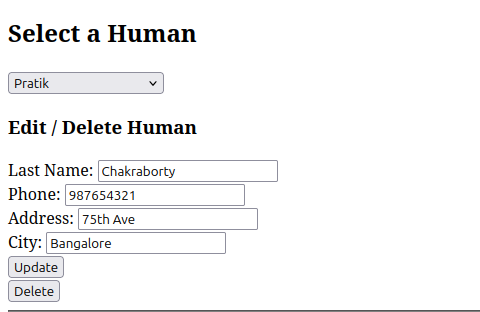 Select a Human
Pratik
Edit / Delete Human
Last Name: Chakraborty
Phone: 987654321
Address: 75th Ave
City: Bangalore
Update
Delete